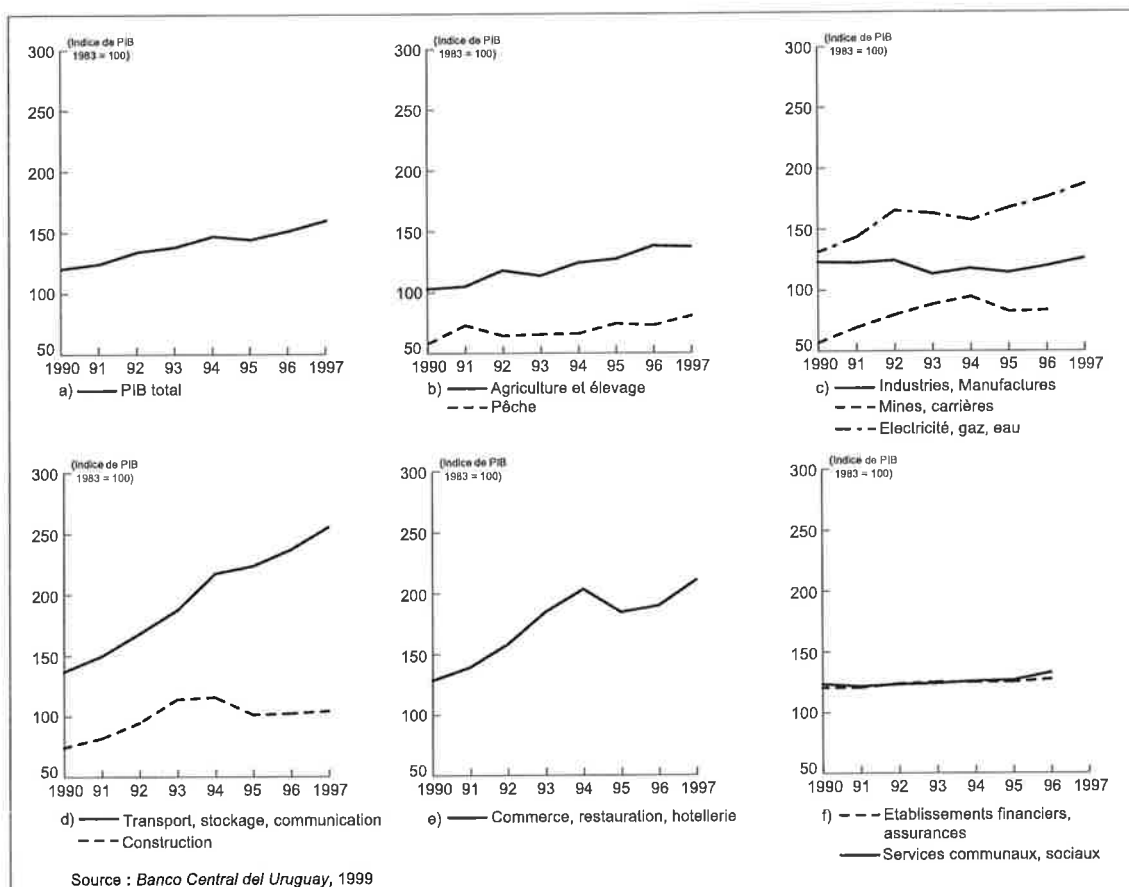 (Indice de PIB
1983 = 100)
300
250
200
150
100
50
1990 91 92 93 94 95 96 1997
a) PIB total
(Indice de PIB
1983 = 100)
300
250
200
150
100
50
1990 91 92 93 94 95 96 1997
b) Agriculture et élevage
Pêche
(Indice de PIB
1983 = 100)
300
250
200
150
100
50
1990 91 92 93 94 95 96 1997
c) Industries, Manufactures
Mines, carrières
Electricité, gaz, eau
(Indice de PIB
1983 = 100)
300
250
200
150
100
50
1990 91 92 93 94 95 96 1997
d) Transport, stockage, communication
Construction
(Indice de PIB
1983 = 100)
300
250
200
150
100
50
1990 91 92 93 94 95 96 1997
e) Commerce, restauration, hotellerie
(Indice de PIB
1983 = 100)
300
250
200
150
100
50
1990 91 92 93 94 95 96 1997
f) Etablissements financiers,
assurances
Services communaux, sociaux
Source : Banco Central del Uruguay, 1999